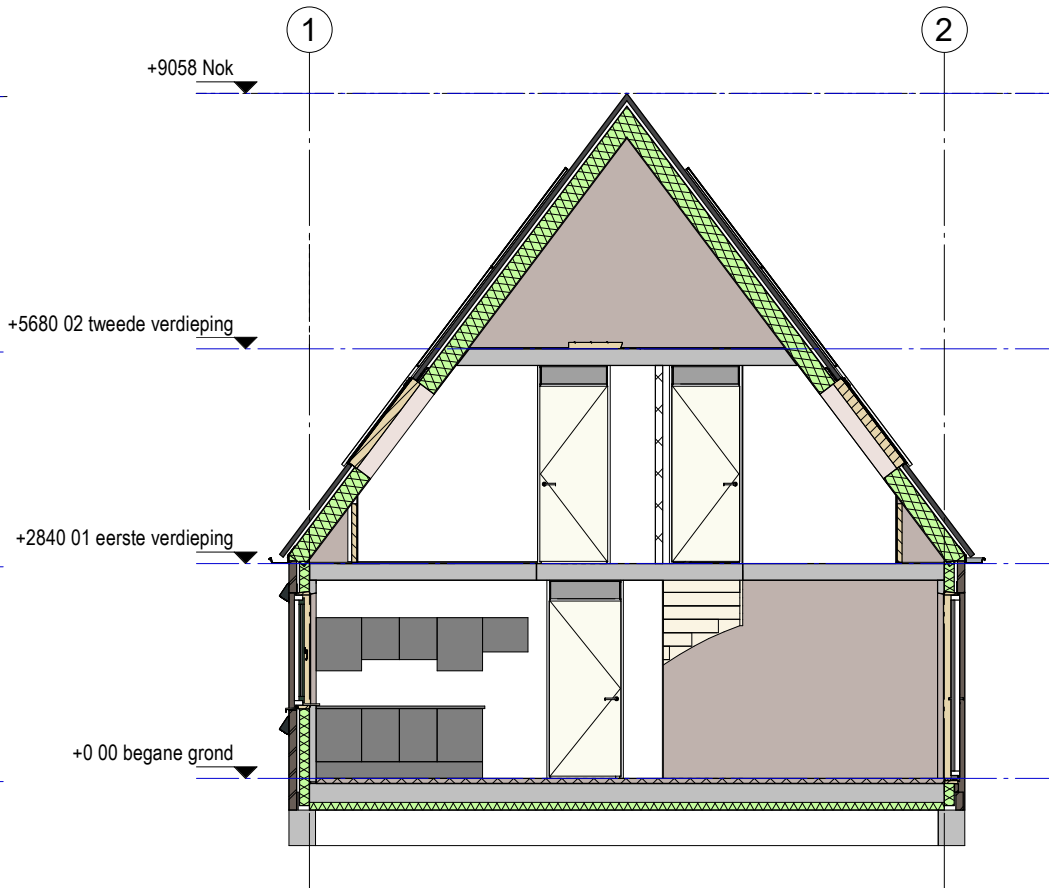 1
2
+9058 Nok
+5680 02 tweede verdieping
+2840 01 eerste verdieping
+0 00 begane grond